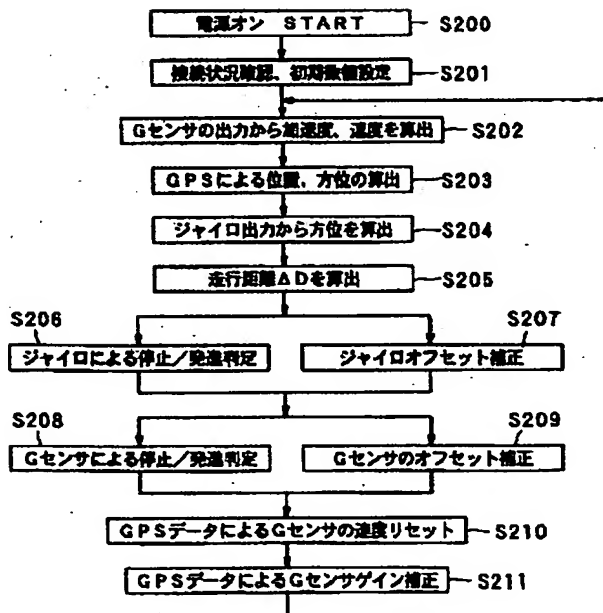 電源オン START S200
接続状況確認、初期数値設定 S201
Gセンサの出力から加速度、速度を算出 S202
GPSによる位置、方位の算出 S203
ジャイロ出力から方位を算出 S204
走行距離ΔDを算出 S205
S206 S207
ジャイロによる停止/発進判定 ジャイロオフセット補正
S208 S209
Gセンサによる停止/発進判定 Gセンサのオフセット補正
GPSデータによるGセンサの速度リセット S210
GPSデータによるGセンサゲイン補正 S211